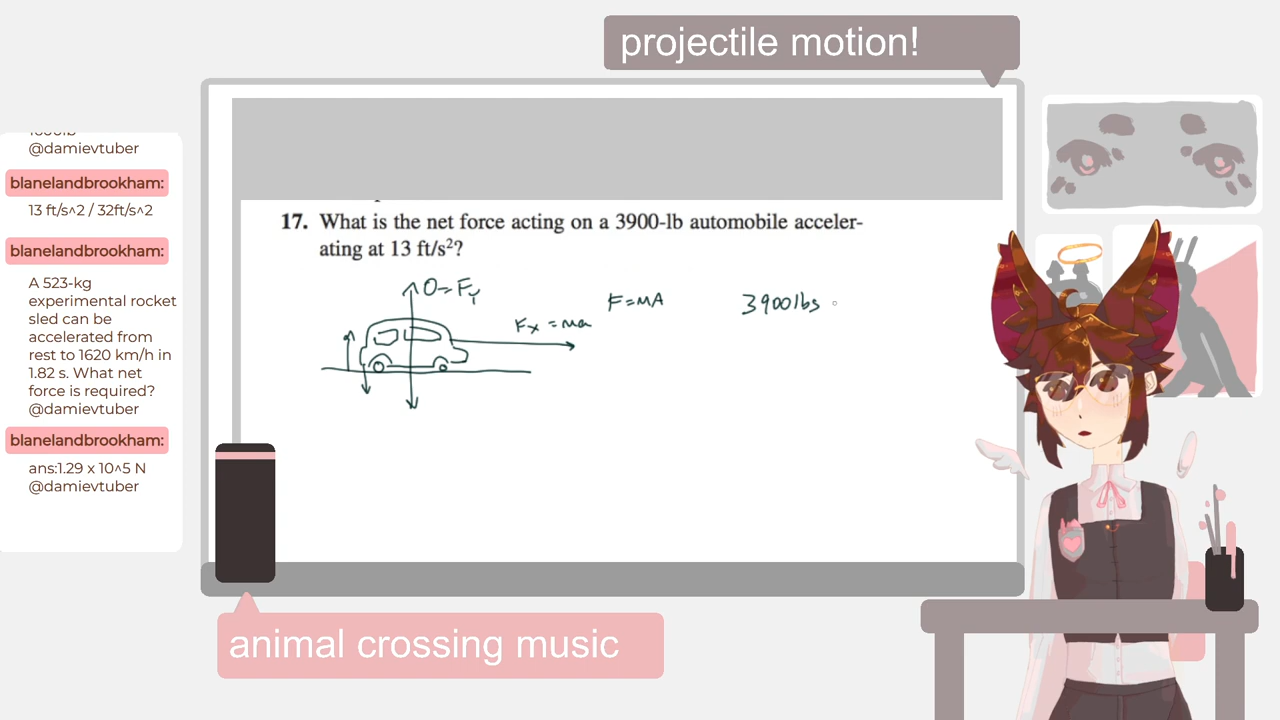 projectile motion!
@damievtuber
blanelandbrookham:
13 ft/s^2 / 32ft/s^2
blanelandbrookham:
A 523-kg
experimental rocket
sled can be
accelerated from
rest to 1620 km/h in
1.82 s. What net
force is required?
@damievtuber
blanelandbrookham:
ans:1.29 x 10^5 N
@damievtuber
17. What is the net force acting on a 3900-lb automobile acceler-
ating at 13 ft/s²?
0=Fy
Fx = ma
F=MA
3900lbs
animal crossing music